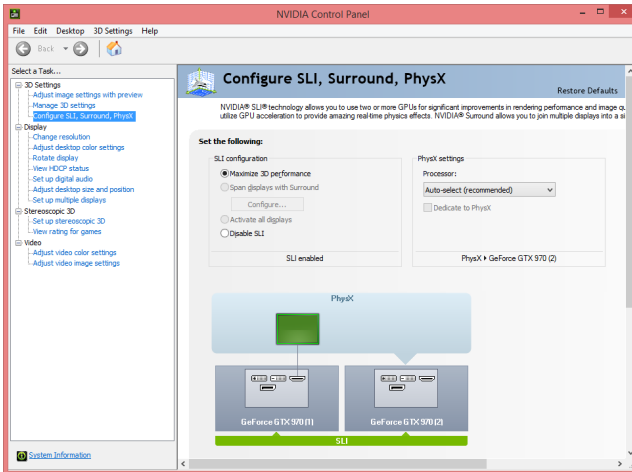 NVIDIA Control Panel
File Edit Desktop 3D Settings Help
Back
Select a Task...
3D Settings
Adjust image settings with preview
Manage 3D settings
Configure SLI, Surround, PhysX
Display
Change resolution
Adjust desktop color settings
Rotate display
View HDCP status
Set up digital audio
Adjust desktop size and position
Set up multiple displays
Stereoscopic 3D
Set up stereoscopic 3D
View rating for games
Video
Adjust video color settings
Adjust video image settings
System Information
Configure SLI, Surround, PhysX
Restore Defaults
NVIDIA® SLI® technology allows you to use two or more GPUs for significant improvements in rendering performance and image qu
utilize GPU acceleration to provide amazing real-time physics effects. NVIDIA® Surround allows you to join multiple displays into a si
Set the following:
SLI configuration
Maximize 3D performance
Span displays with Surround
Configure...
Activate all displays
Disable SLI
SLI enabled
PhysX settings
Processor:
Auto-select (recommended)
Dedicate to PhysX
PhysX ▸ GeForce GTX 970 (2)
PhysX
GeForce GTX 970 (1)
GeForce GTX 970 (2)
SLI